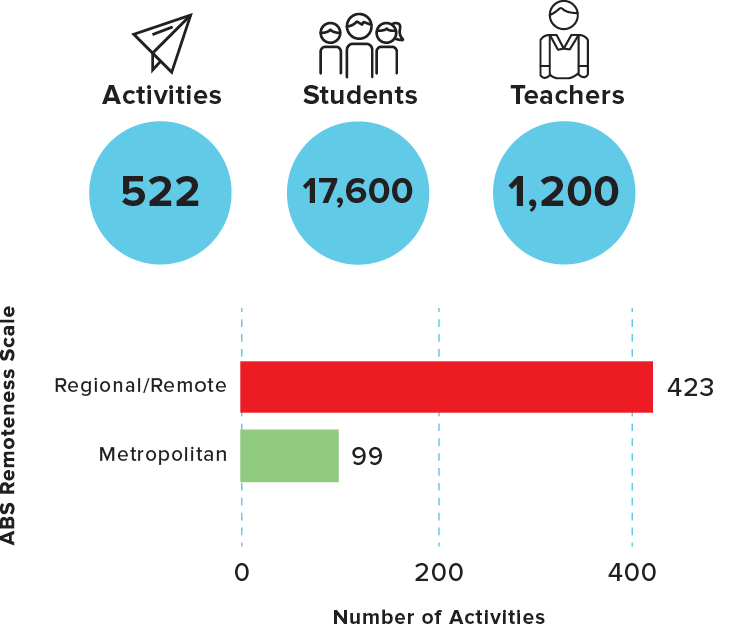 Activities
Students
Teachers
522
17,600
1,200
ABS Remoteness Scale
Regional/Remote
423
Metropolitan
99
0
200
400
Number of Activities